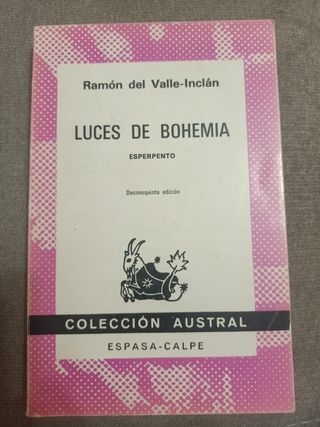 Ramón del Valle-Inclán
LUCES DE BOHEMIA
ESPERPENTO
Decimoquinta edición
COLECCIÓN AUSTRAL
ESPASA-CALPE